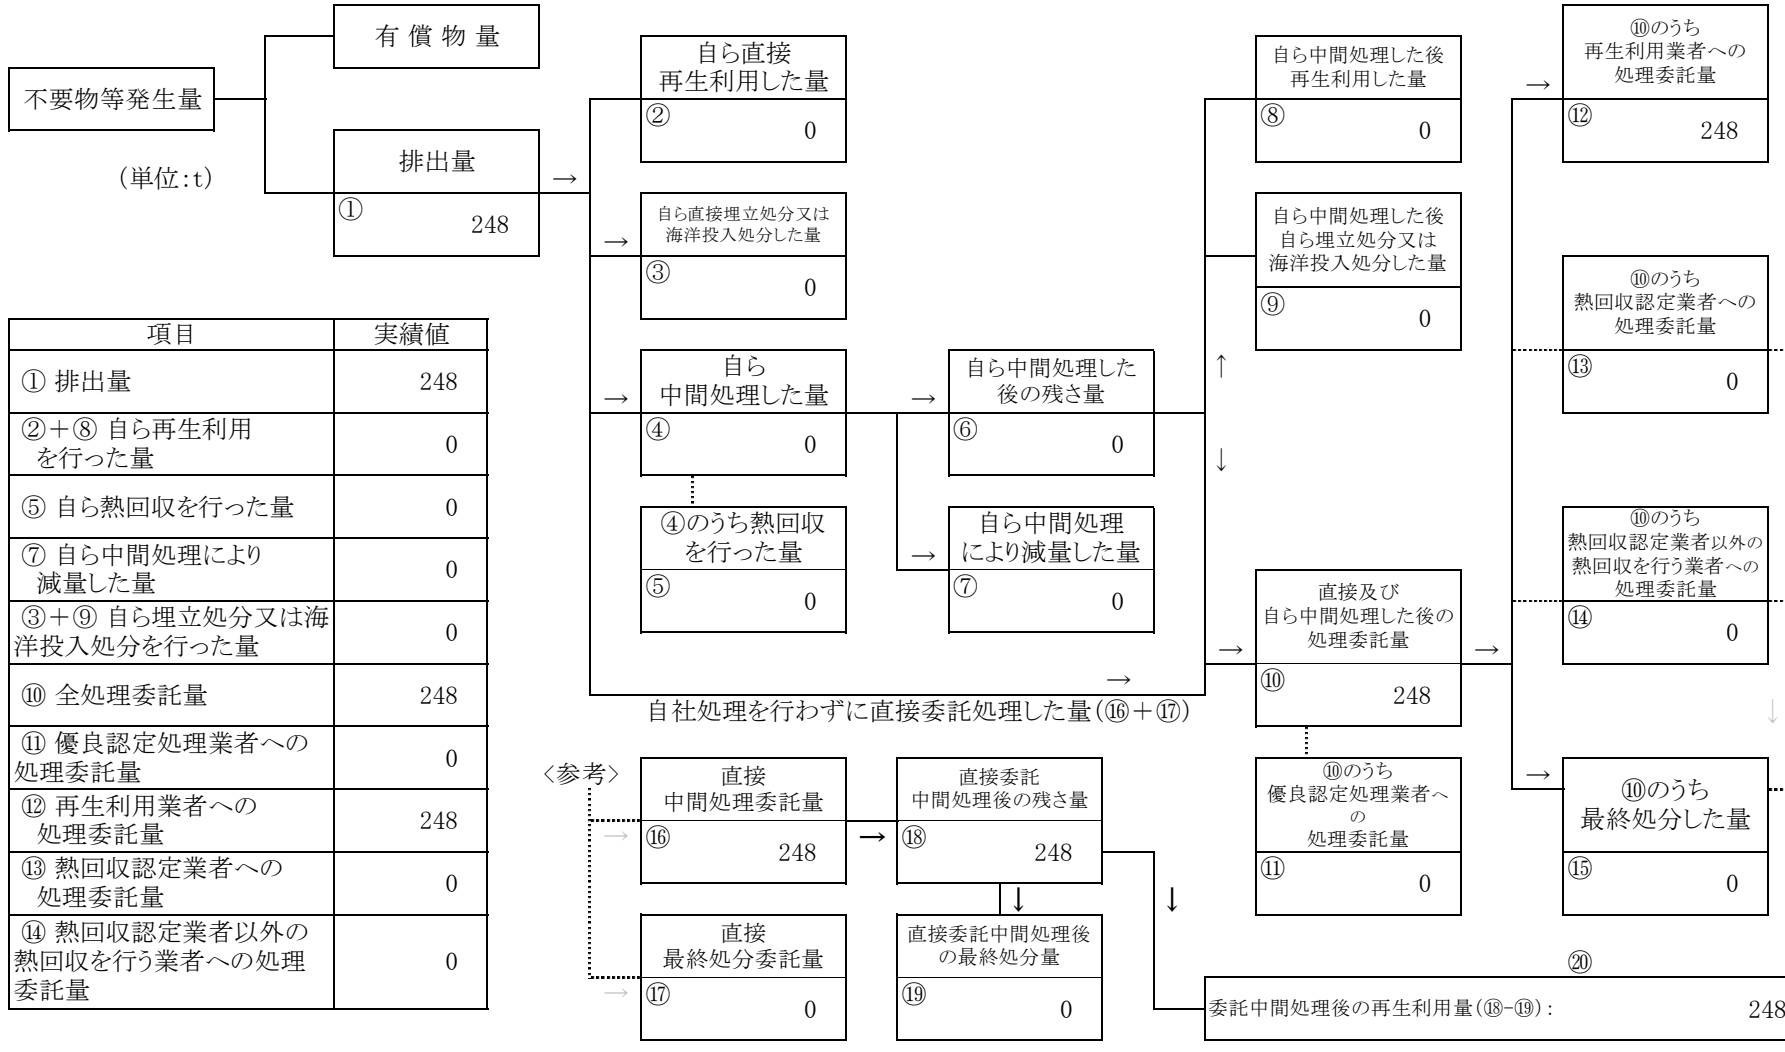 有 償 物 量
不要物等発生量
(単位:t)
排出量
→
①
248
自ら直接
再生利用した量
②
0
自ら直接埋立処分又は
海洋投入処分した量
→
③
0
自ら
中間処理した量
→
④
0
④のうち熱回収
を行った量
⑤
0
自ら中間処理した
後の残さ量
→
⑥
0
自ら中間処理
により減量した量
→
⑦
0
自ら中間処理した後
再生利用した量
⑧
0
自ら中間処理した後
自ら埋立処分又は
海洋投入処分した量
⑨
0
↑
↓
直接及び
自ら中間処理した後の
処理委託量
→
→
⑩
248
→
自社処理を行わずに直接委託処理した量(⑯+⑰)
⑩のうち
優良認定処理業者へ
の
処理委託量
⑪
0
⑩のうち
再生利用業者への
処理委託量
→
⑫
248
⑩のうち
熱回収認定業者への
処理委託量
⑬
0
⑩のうち
熱回収認定業者以外の
熱回収を行う業者への
処理委託量
⑭
0
↓
→
⑩のうち
最終処分した量
⑮
0
項目 実績値
① 排出量 248
②+⑧ 自ら再生利用
を行った量
0
⑤ 自ら熱回収を行った量 0
⑦ 自ら中間処理により
減量した量
0
③+⑨ 自ら埋立処分又は海
洋投入処分を行った量
0
⑩ 全処理委託量 248
⑪ 優良認定処理業者への
処理委託量
0
⑫ 再生利用業者への
処理委託量
248
⑬ 熱回収認定業者への
処理委託量
0
⑭ 熱回収認定業者以外の
熱回収を行う業者への処理
委託量
0
〈参考〉
直接
中間処理委託量
→
⑯
248
→
直接委託
中間処理後の残さ量
⑱
248
↓
↓
直接
最終処分委託量
→
⑰
0
直接委託中間処理後
の最終処分量
⑲
0
⑳
委託中間処理後の再生利用量(⑱-⑲): 248